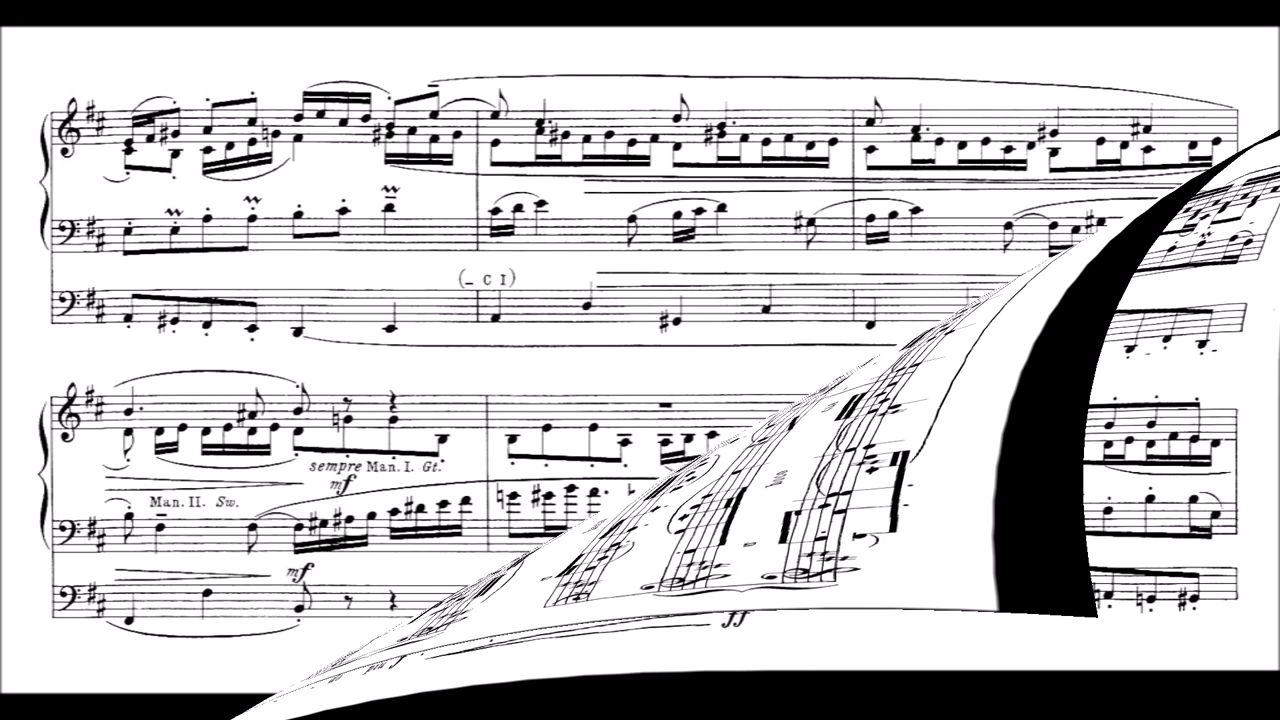 (– C I)
sempre Man. I. Gt.
mf
Man. II. Sw.
mf
ff